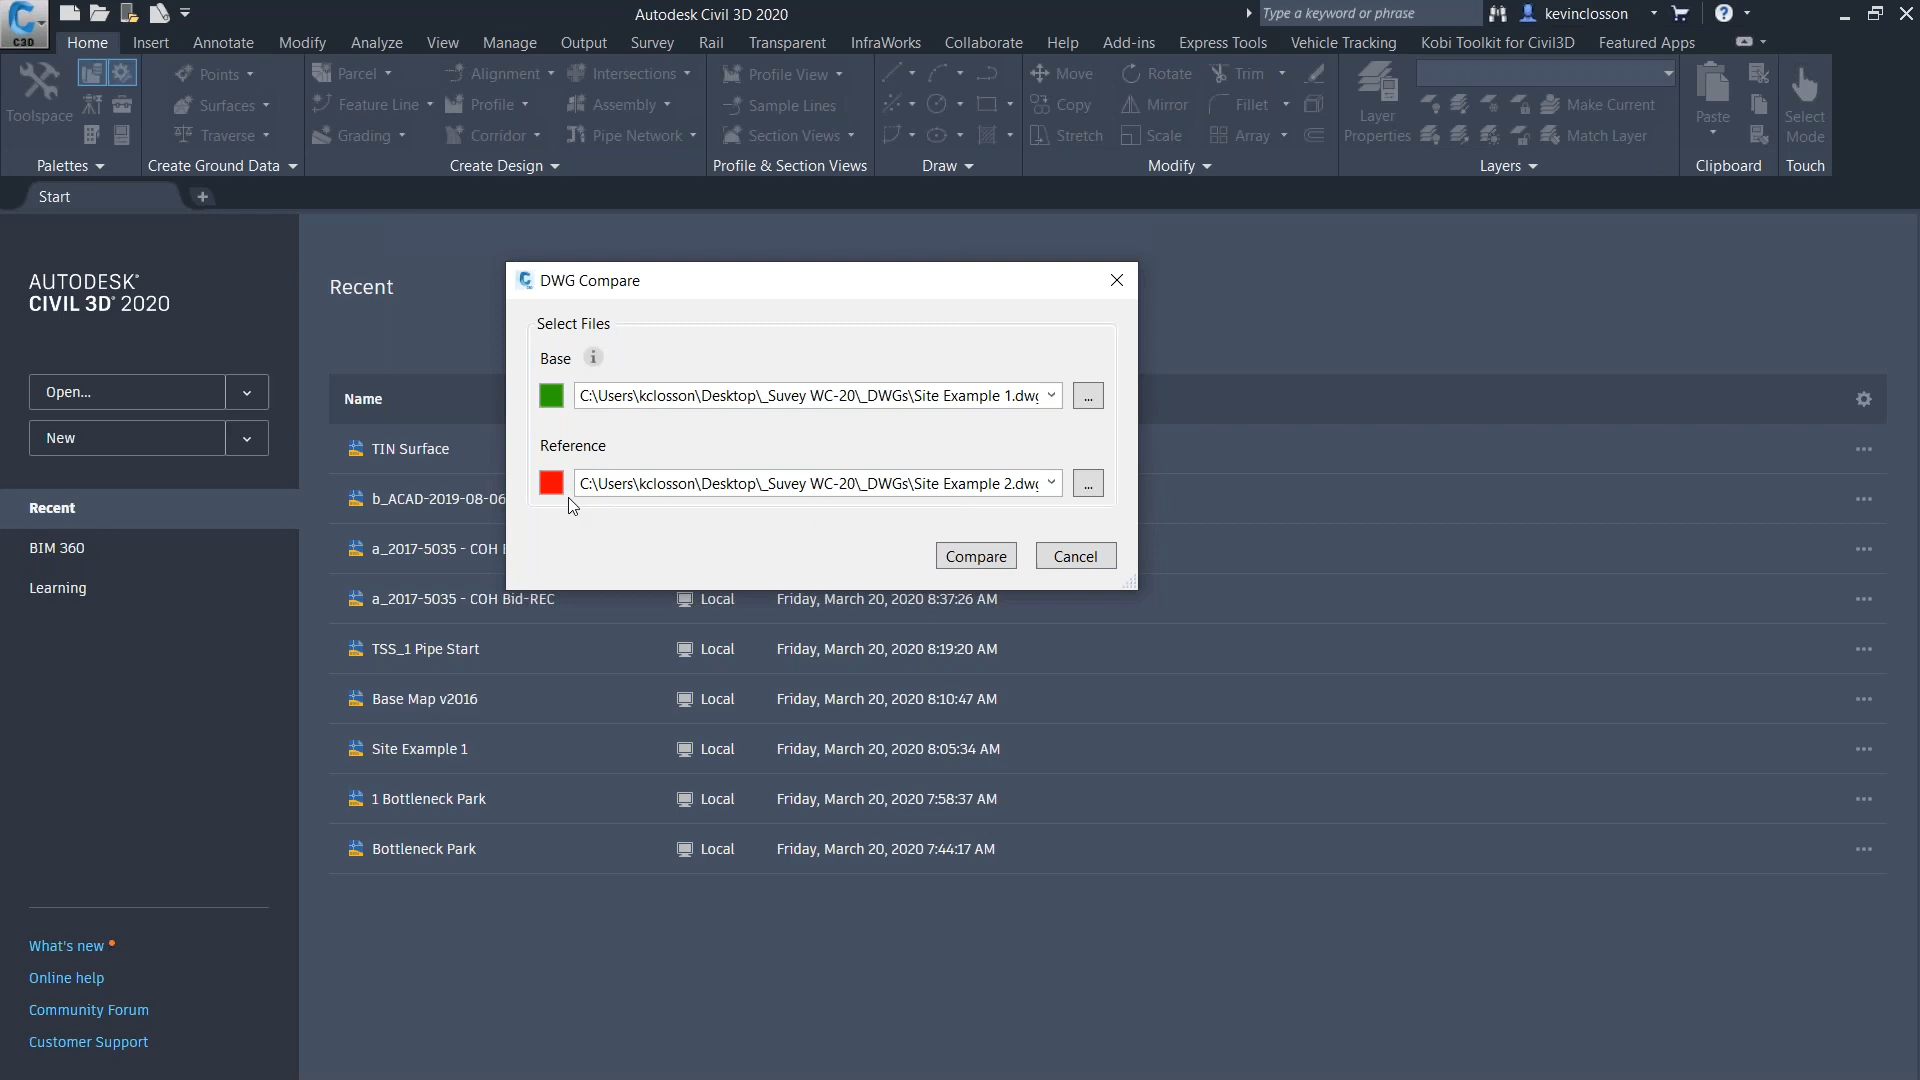 Autodesk Civil 3D 2020
Type a keyword or phrase
kevinclosson
C3D
Home Insert Annotate Modify Analyze View Manage Output Survey Rail Transparent InfraWorks Collaborate Help Add-ins Express Tools Vehicle Tracking Kobi Toolkit for Civil3D Featured Apps
Toolspace
Points
Surfaces
Traverse
Parcel
Feature Line
Grading
Alignment
Profile
Corridor
Intersections
Assembly
Pipe Network
Profile View
Sample Lines
Section Views
Move
Copy
Stretch
Rotate
Mirror
Scale
Trim
Fillet
Array
Layer
Properties
Make Current
Match Layer
Paste
Select
Mode
Palettes
Create Ground Data
Create Design
Profile & Section Views
Draw
Modify
Layers
Clipboard
Touch
Start
AUTODESK®
CIVIL 3D® 2020
Open...
New
Recent
BIM 360
Learning
What's new
Online help
Community Forum
Customer Support
Recent
Name
TIN Surface
b_ACAD-2019-08-06
a_2017-5035 - COH
a_2017-5035 - COH Bid-REC Local Friday, March 20, 2020 8:37:26 AM
TSS_1 Pipe Start Local Friday, March 20, 2020 8:19:20 AM
Base Map v2016 Local Friday, March 20, 2020 8:10:47 AM
Site Example 1 Local Friday, March 20, 2020 8:05:34 AM
1 Bottleneck Park Local Friday, March 20, 2020 7:58:37 AM
Bottleneck Park Local Friday, March 20, 2020 7:44:17 AM
DWG Compare
Select Files
Base
C:\Users\kclosson\Desktop\_Suvey WC-20\_DWGs\Site Example 1.dwg
...
Reference
C:\Users\kclosson\Desktop\_Suvey WC-20\_DWGs\Site Example 2.dwg
...
Compare
Cancel